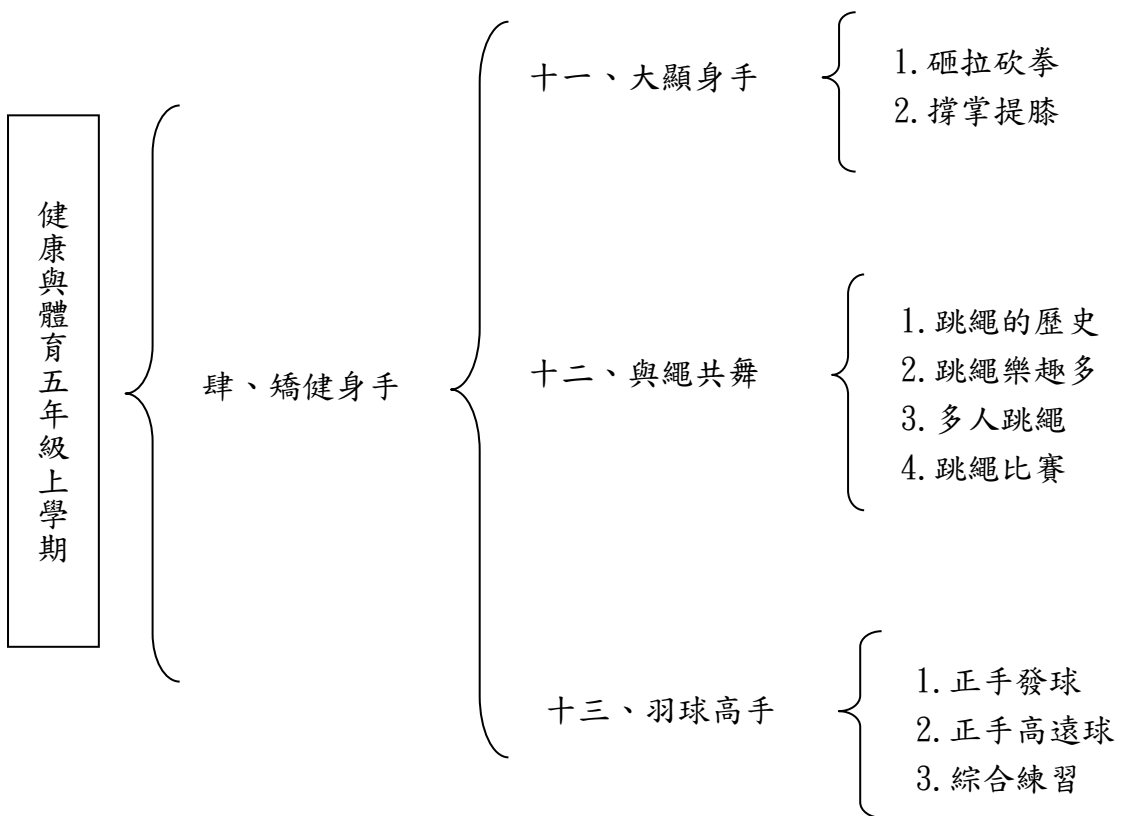 健康與體育五年級上學期
肆、矯健身手
十一、大顯身手
1.砸拉砍拳
2.撐掌提膝
十二、與繩共舞
1.跳繩的歷史
2.跳繩樂趣多
3.多人跳繩
4.跳繩比賽
十三、羽球高手
1.正手發球
2.正手高遠球
3.綜合練習